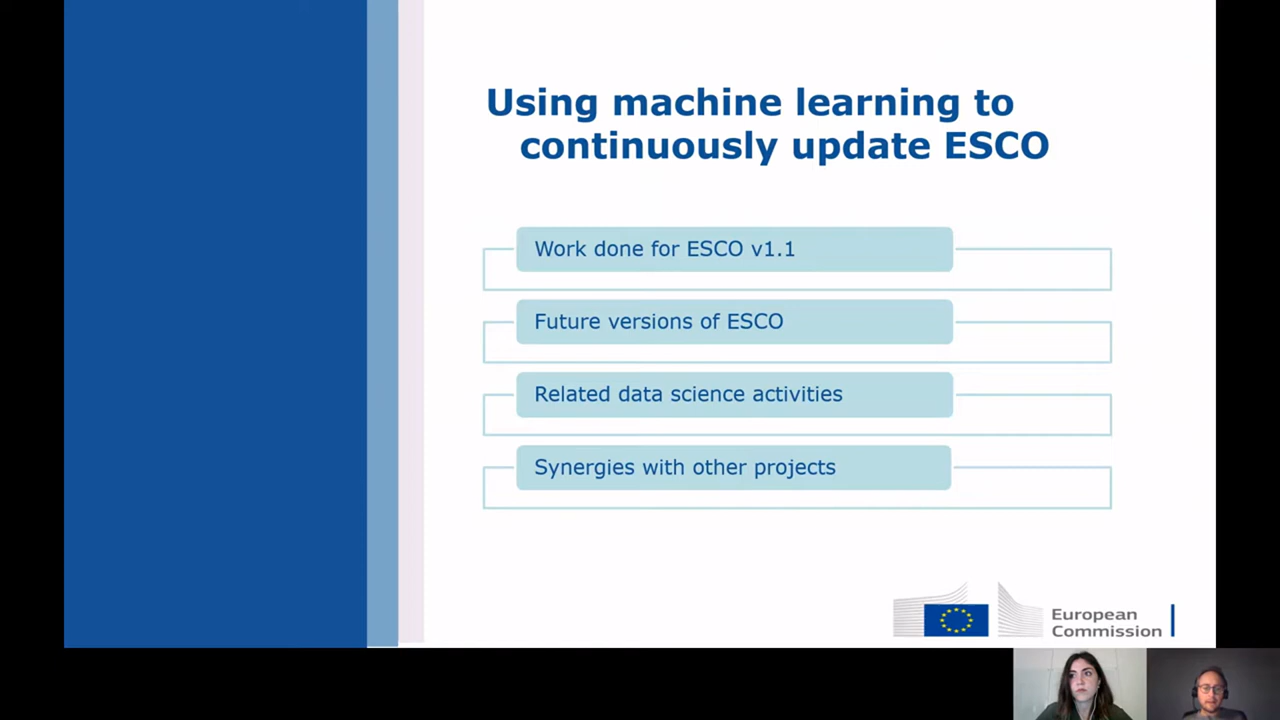 Using machine learning to
continuously update ESCO
Work done for ESCO v1.1
Future versions of ESCO
Related data science activities
Synergies with other projects
European
Commission